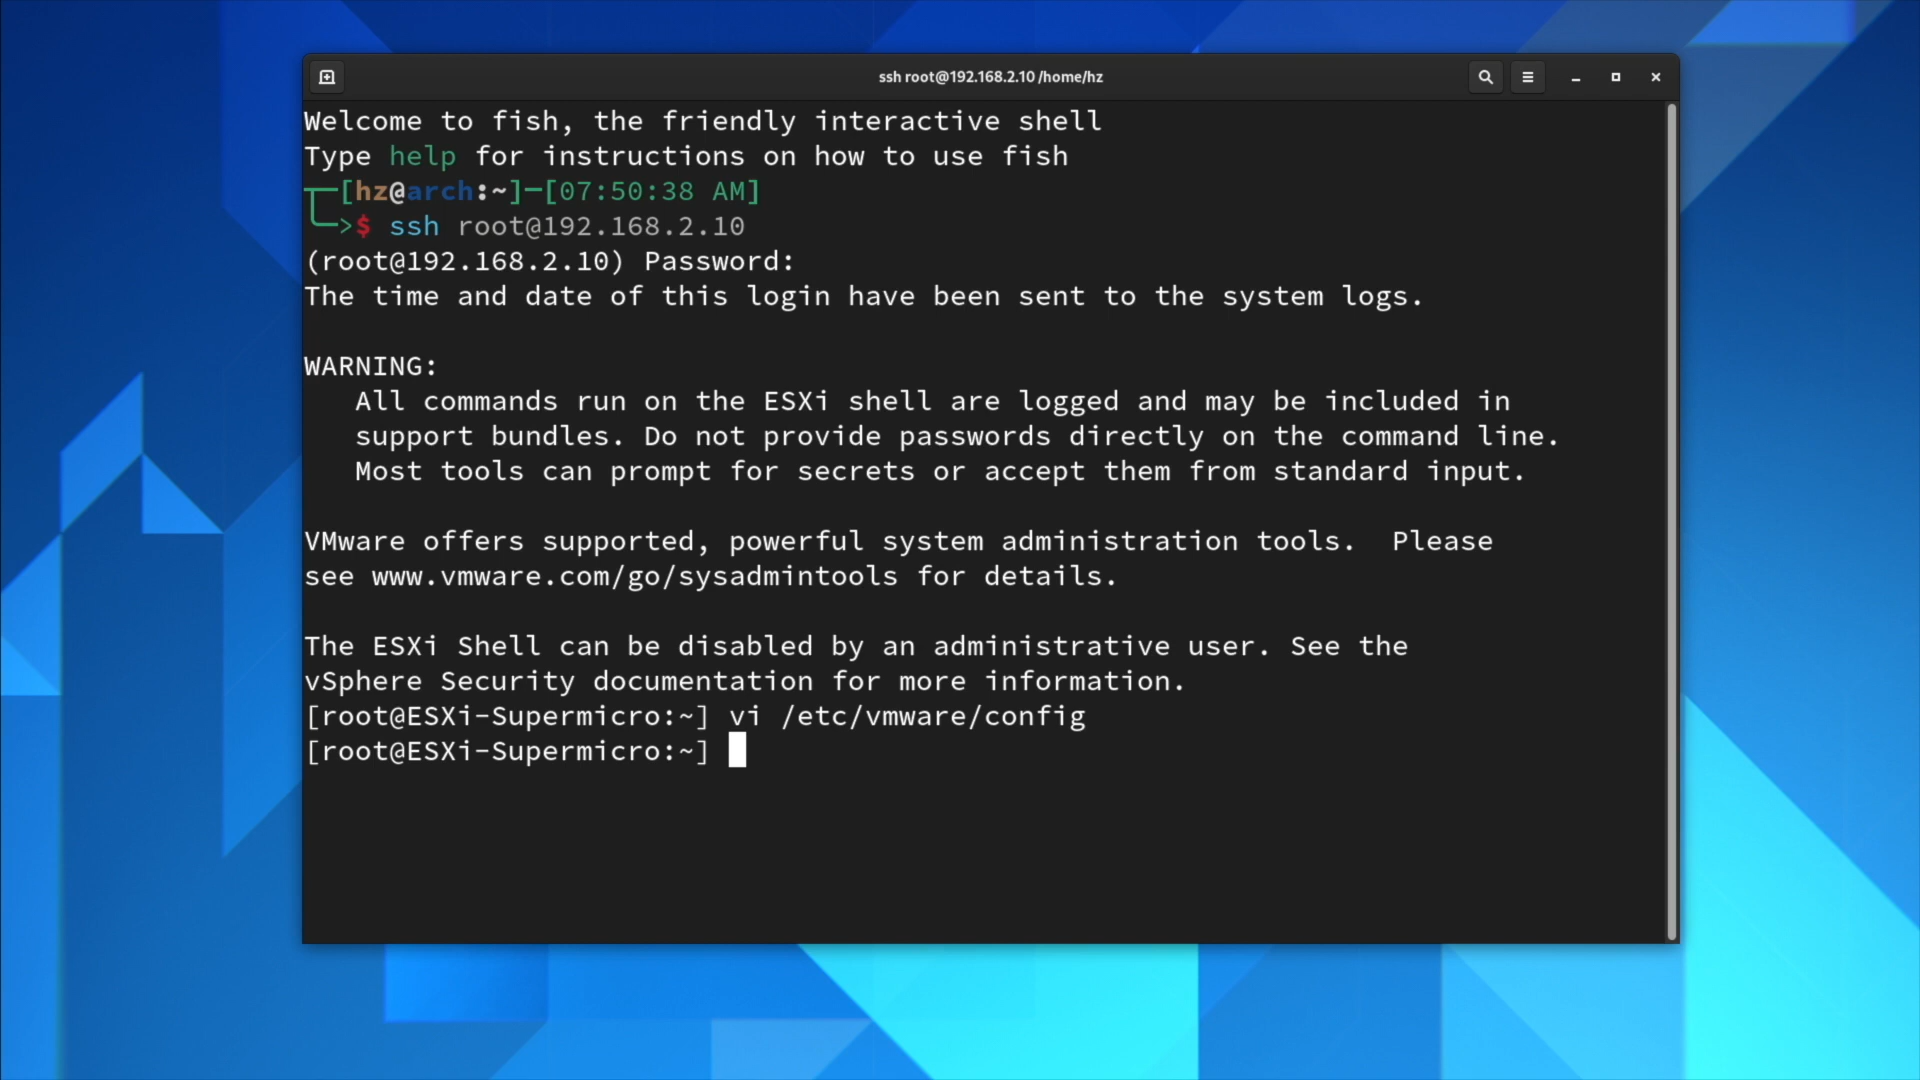 ssh root@192.168.2.10 /home/hz
Welcome to fish, the friendly interactive shell
Type help for instructions on how to use fish
┬─[hz@arch:~]─[07:50:38 AM]
╰─>$ ssh root@192.168.2.10
(root@192.168.2.10) Password:
The time and date of this login have been sent to the system logs.
WARNING:
All commands run on the ESXi shell are logged and may be included in
support bundles. Do not provide passwords directly on the command line.
Most tools can prompt for secrets or accept them from standard input.
VMware offers supported, powerful system administration tools.  Please
see www.vmware.com/go/sysadmintools for details.
The ESXi Shell can be disabled by an administrative user. See the
vSphere Security documentation for more information.
[root@ESXi-Supermicro:~] vi /etc/vmware/config
[root@ESXi-Supermicro:~]